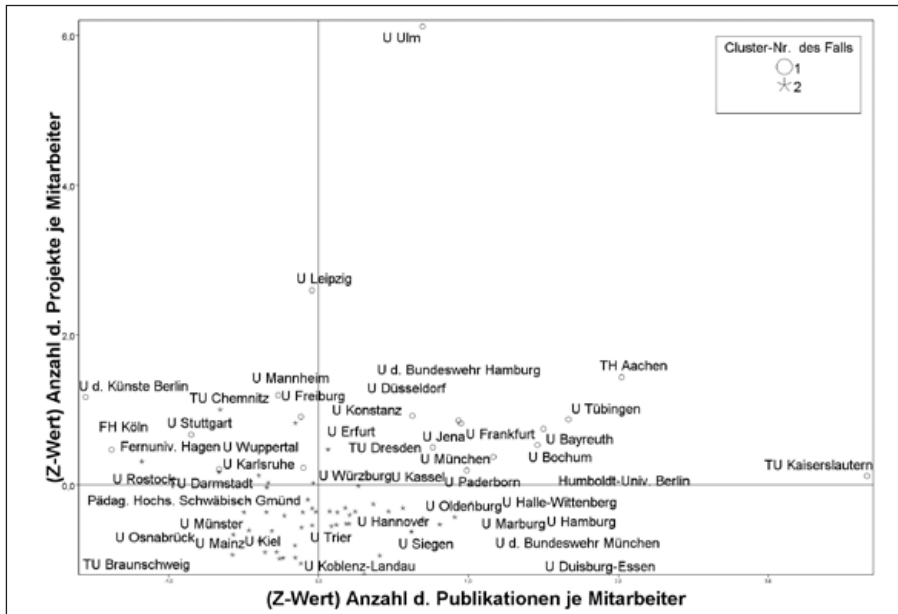 6,0
U Ulm
Cluster-Nr. des Falls
1
2
(Z-Wert) Anzahl d. Projekte je Mitarbeiter
4,0
U Leipzig
2,0
U d. Bundeswehr Hamburg
TH Aachen
U Mannheim
U d. Künste Berlin
U Düsseldorf
TU Chemnitz
U Freiburg
U Konstanz
U Tübingen
FH Köln
U Stuttgart
U Erfurt
U Jena
U Frankfurt
U Bayreuth
Fernuniv. Hagen
U Wuppertal
TU Dresden
U München
U Bochum
U Karlsruhe
TU Kaiserslautern
U Rostock
TU Darmstadt
U Würzburg
U Kassel
U Paderborn
Humboldt-Univ. Berlin
0,0
Pädag. Hochs. Schwäbisch Gmünd
U Oldenburg
U Halle-Wittenberg
U Münster
U Hannover
U Marburg
U Hamburg
U Osnabrück
U Mainz
U Kiel
U Trier
U Siegen
U d. Bundeswehr München
TU Braunschweig
U Koblenz-Landau
U Duisburg-Essen
(Z-Wert) Anzahl d. Publikationen je Mitarbeiter